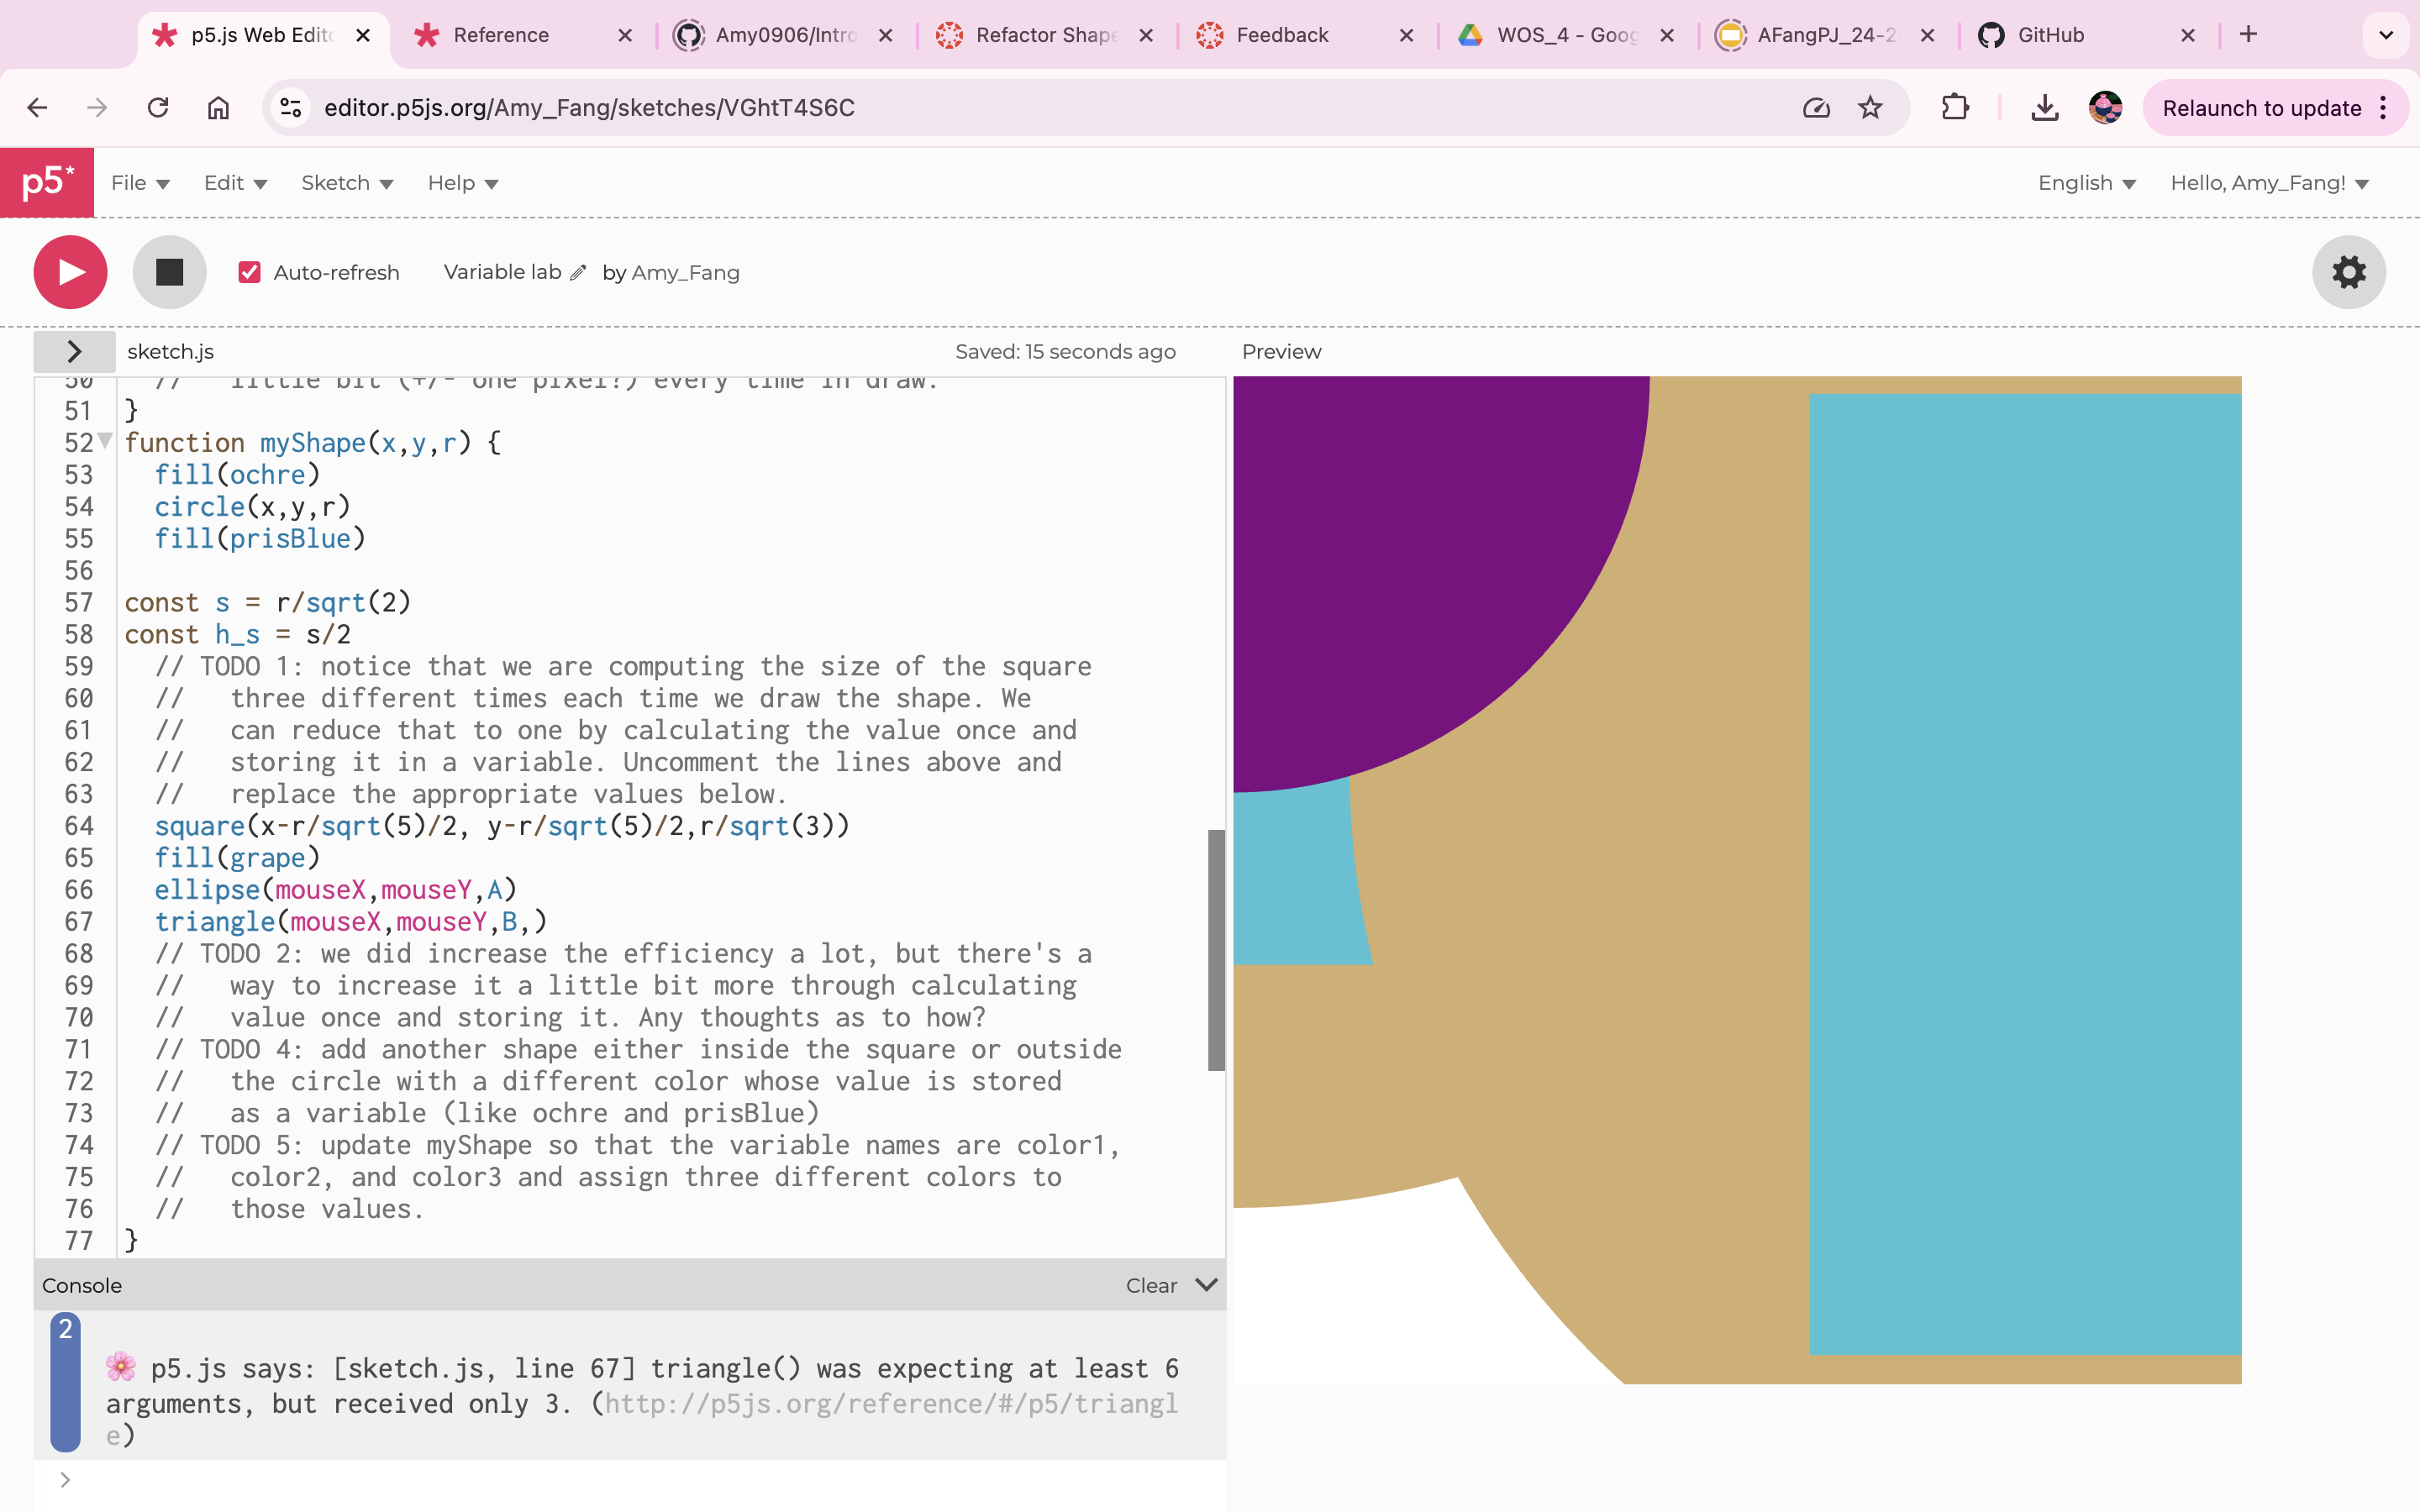 p5.js Web Edit
Reference
Amy0906/Intro
Refactor Shape
Feedback
WOS_4 - Goog
AFangPJ_24-2
GitHub
editor.p5js.org/Amy_Fang/sketches/VGhtT4S6C
Relaunch to update
p5*
File
Edit
Sketch
Help
English
Hello, Amy_Fang!
Auto-refresh
Variable lab
by Amy_Fang
sketch.js
Saved: 15 seconds ago
Preview
50 // little bit (+/- one pixel?) every time in draw.
51 }
52 function myShape(x,y,r) {
53 fill(ochre)
54 circle(x,y,r)
55 fill(prisBlue)
56
57 const s = r/sqrt(2)
58 const h_s = s/2
59 // TODO 1: notice that we are computing the size of the square
60 // three different times each time we draw the shape. We
61 // can reduce that to one by calculating the value once and
62 // storing it in a variable. Uncomment the lines above and
63 // replace the appropriate values below.
64 square(x-r/sqrt(5)/2, y-r/sqrt(5)/2,r/sqrt(3))
65 fill(grape)
66 ellipse(mouseX,mouseY,A)
67 triangle(mouseX,mouseY,B,)
68 // TODO 2: we did increase the efficiency a lot, but there's a
69 // way to increase it a little bit more through calculating
70 // value once and storing it. Any thoughts as to how?
71 // TODO 4: add another shape either inside the square or outside
72 // the circle with a different color whose value is stored
73 // as a variable (like ochre and prisBlue)
74 // TODO 5: update myShape so that the variable names are color1,
75 // color2, and color3 and assign three different colors to
76 // those values.
77 }
Console
Clear
2
🌸 p5.js says: [sketch.js, line 67] triangle() was expecting at least 6
arguments, but received only 3. (http://p5js.org/reference/#/p5/triangl
e)
>